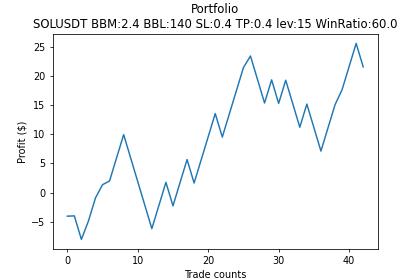 Portfolio
SOLUSDT BBM:2.4 BBL:140 SL:0.4 TP:0.4 lev:15 WinRatio:60.0
Profit ($)
25
20
15
10
5
0
−5
0 10 20 30 40
Trade counts